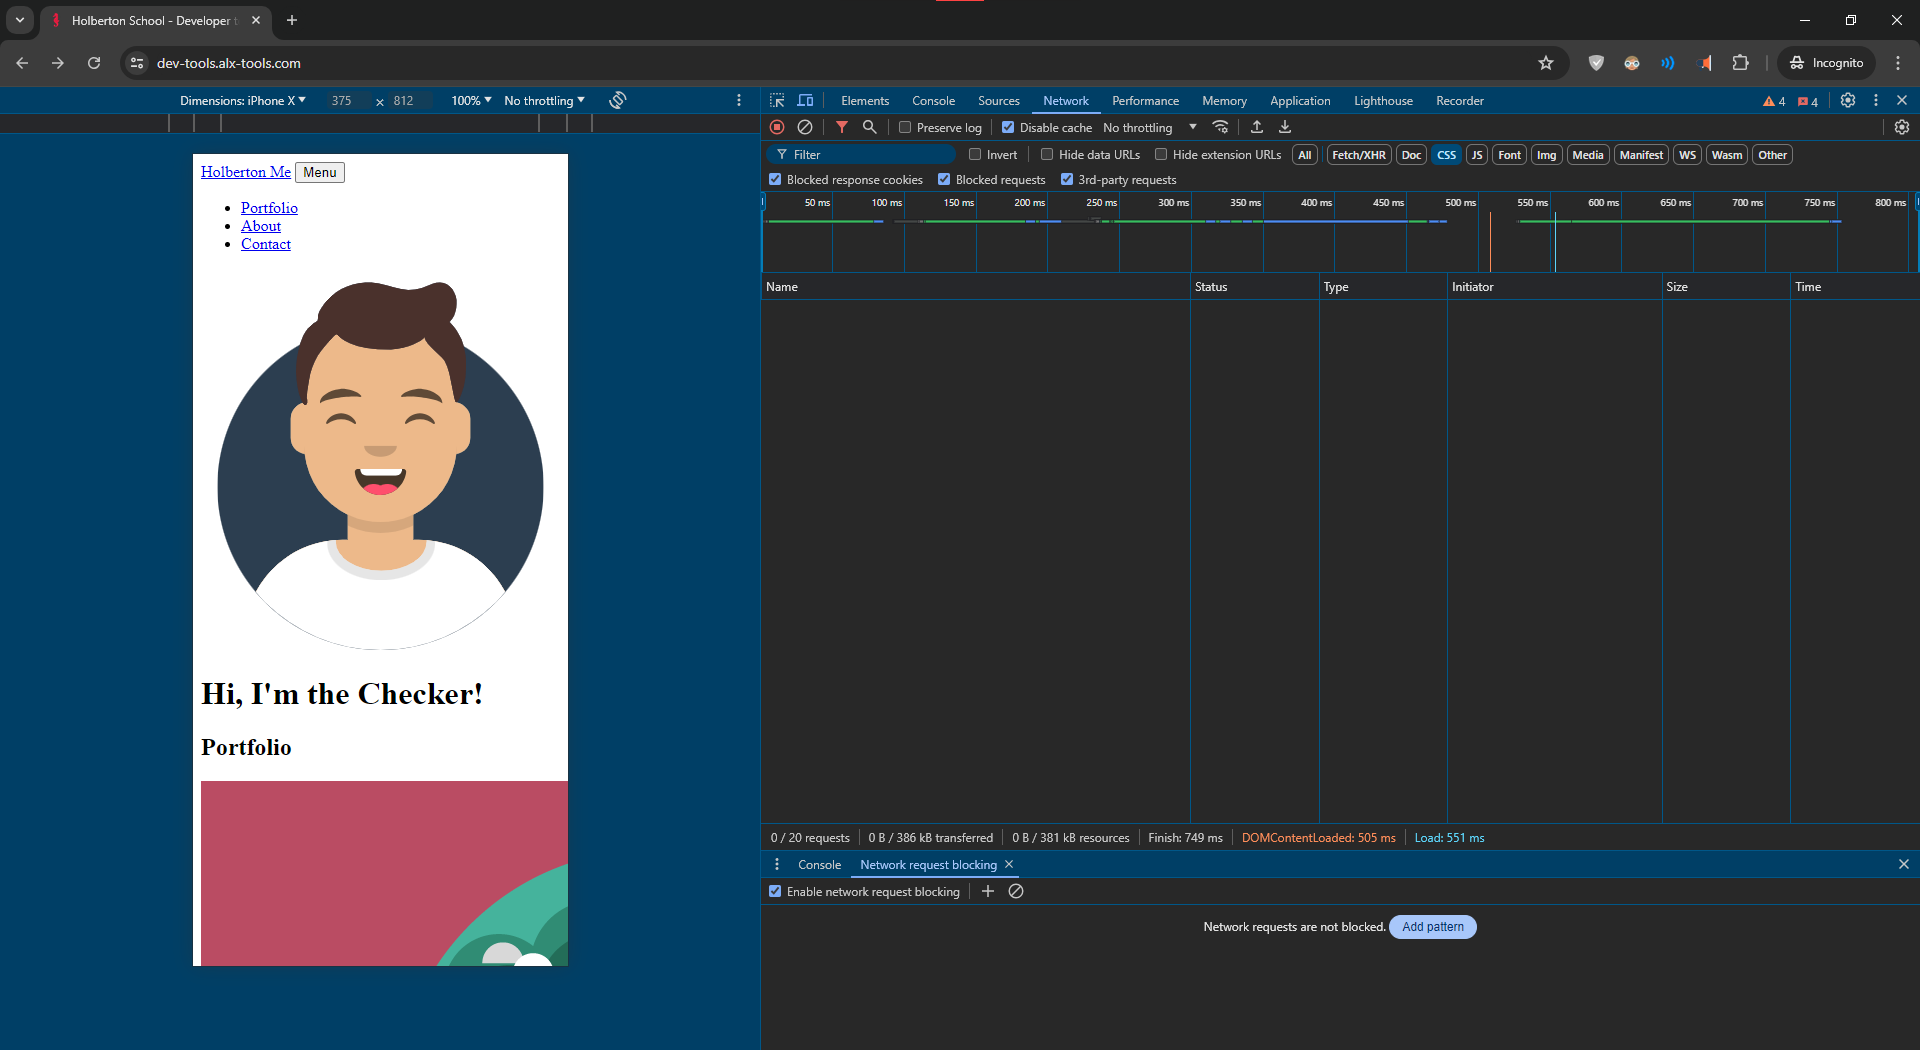 Holberton School - Developer t
dev-tools.alx-tools.com
Incognito
Dimensions: iPhone X
375
×
812
100%
No throttling
Elements
Console
Sources
Network
Performance
Memory
Application
Lighthouse
Recorder
4
4
Preserve log
Disable cache
No throttling
Filter
Invert
Hide data URLs
Hide extension URLs
All
Fetch/XHR
Doc
CSS
JS
Font
Img
Media
Manifest
WS
Wasm
Other
Blocked response cookies
Blocked requests
3rd-party requests
50 ms
100 ms
150 ms
200 ms
250 ms
300 ms
350 ms
400 ms
450 ms
500 ms
550 ms
600 ms
650 ms
700 ms
750 ms
800 ms
Name
Status
Type
Initiator
Size
Time
Holberton Me
Menu
Portfolio
About
Contact
Hi, I'm the Checker!
Portfolio
0 / 20 requests
0 B / 386 kB transferred
0 B / 381 kB resources
Finish: 749 ms
DOMContentLoaded: 505 ms
Load: 551 ms
Console
Network request blocking
Enable network request blocking
Network requests are not blocked.
Add pattern